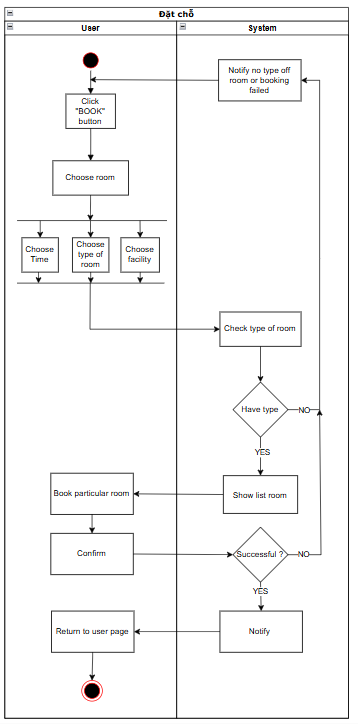 Đặt chỗ
User
System
Notify no type off
room or booking
failed
Click
"BOOK"
button
Choose room
Choose
Time
Choose
type of
room
Choose
facility
Check type of room
Have type
NO
YES
Book particular room
Show list room
Confirm
Successful ?
NO
YES
Return to user page
Notify